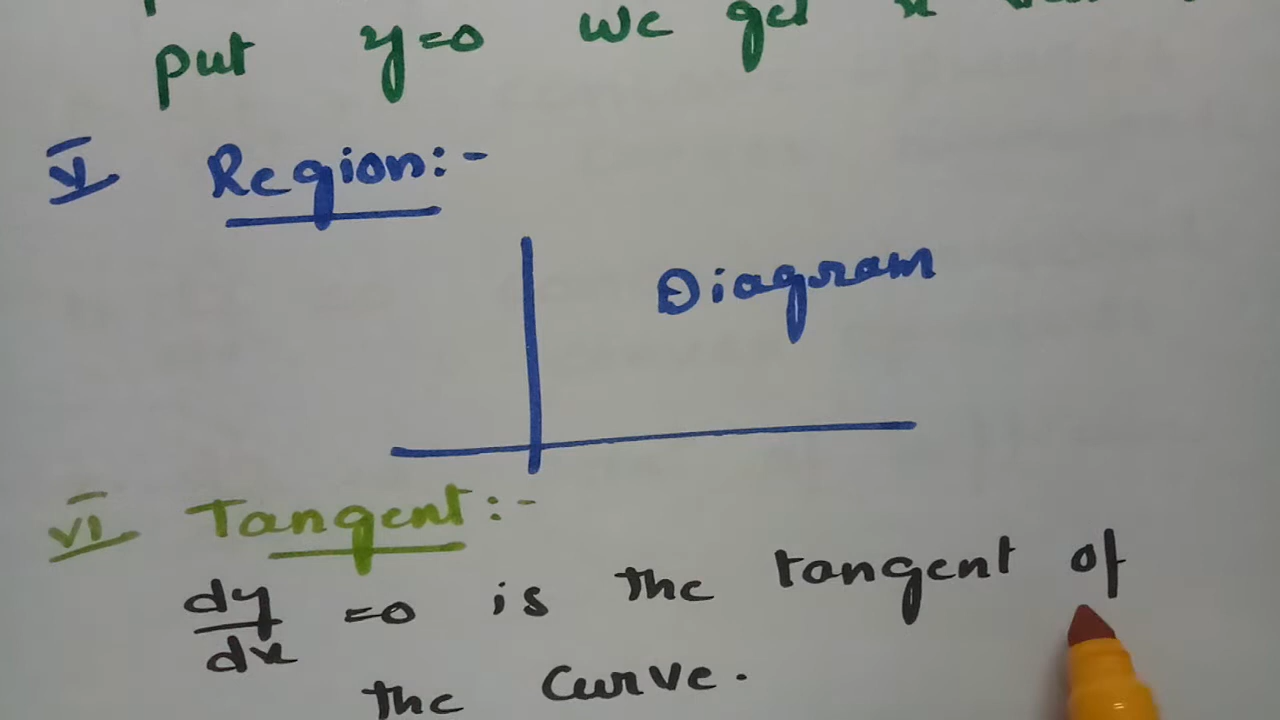 put y=0 we get x
V Region:-
Diagram
VI Tangent:-
dy/dx =0 is the tangent of
the curve.